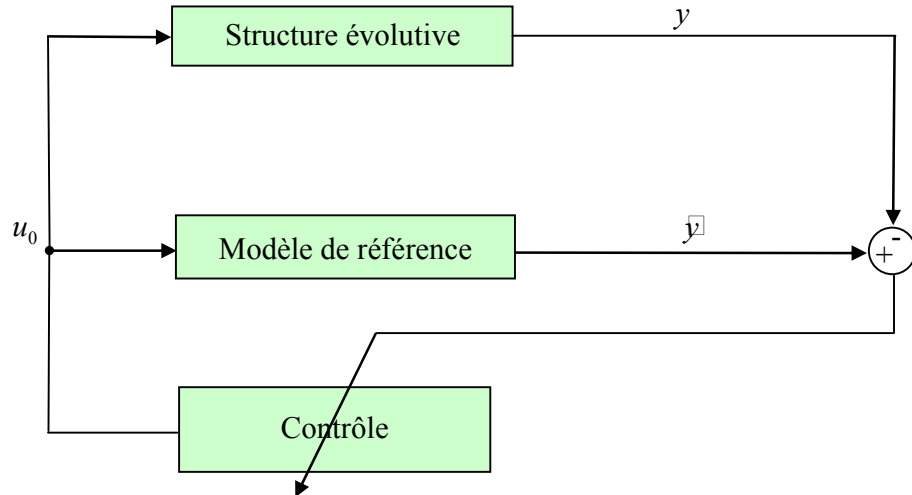 Structure évolutive
y
u₀
Modèle de référence
y
-
+
Contrôle